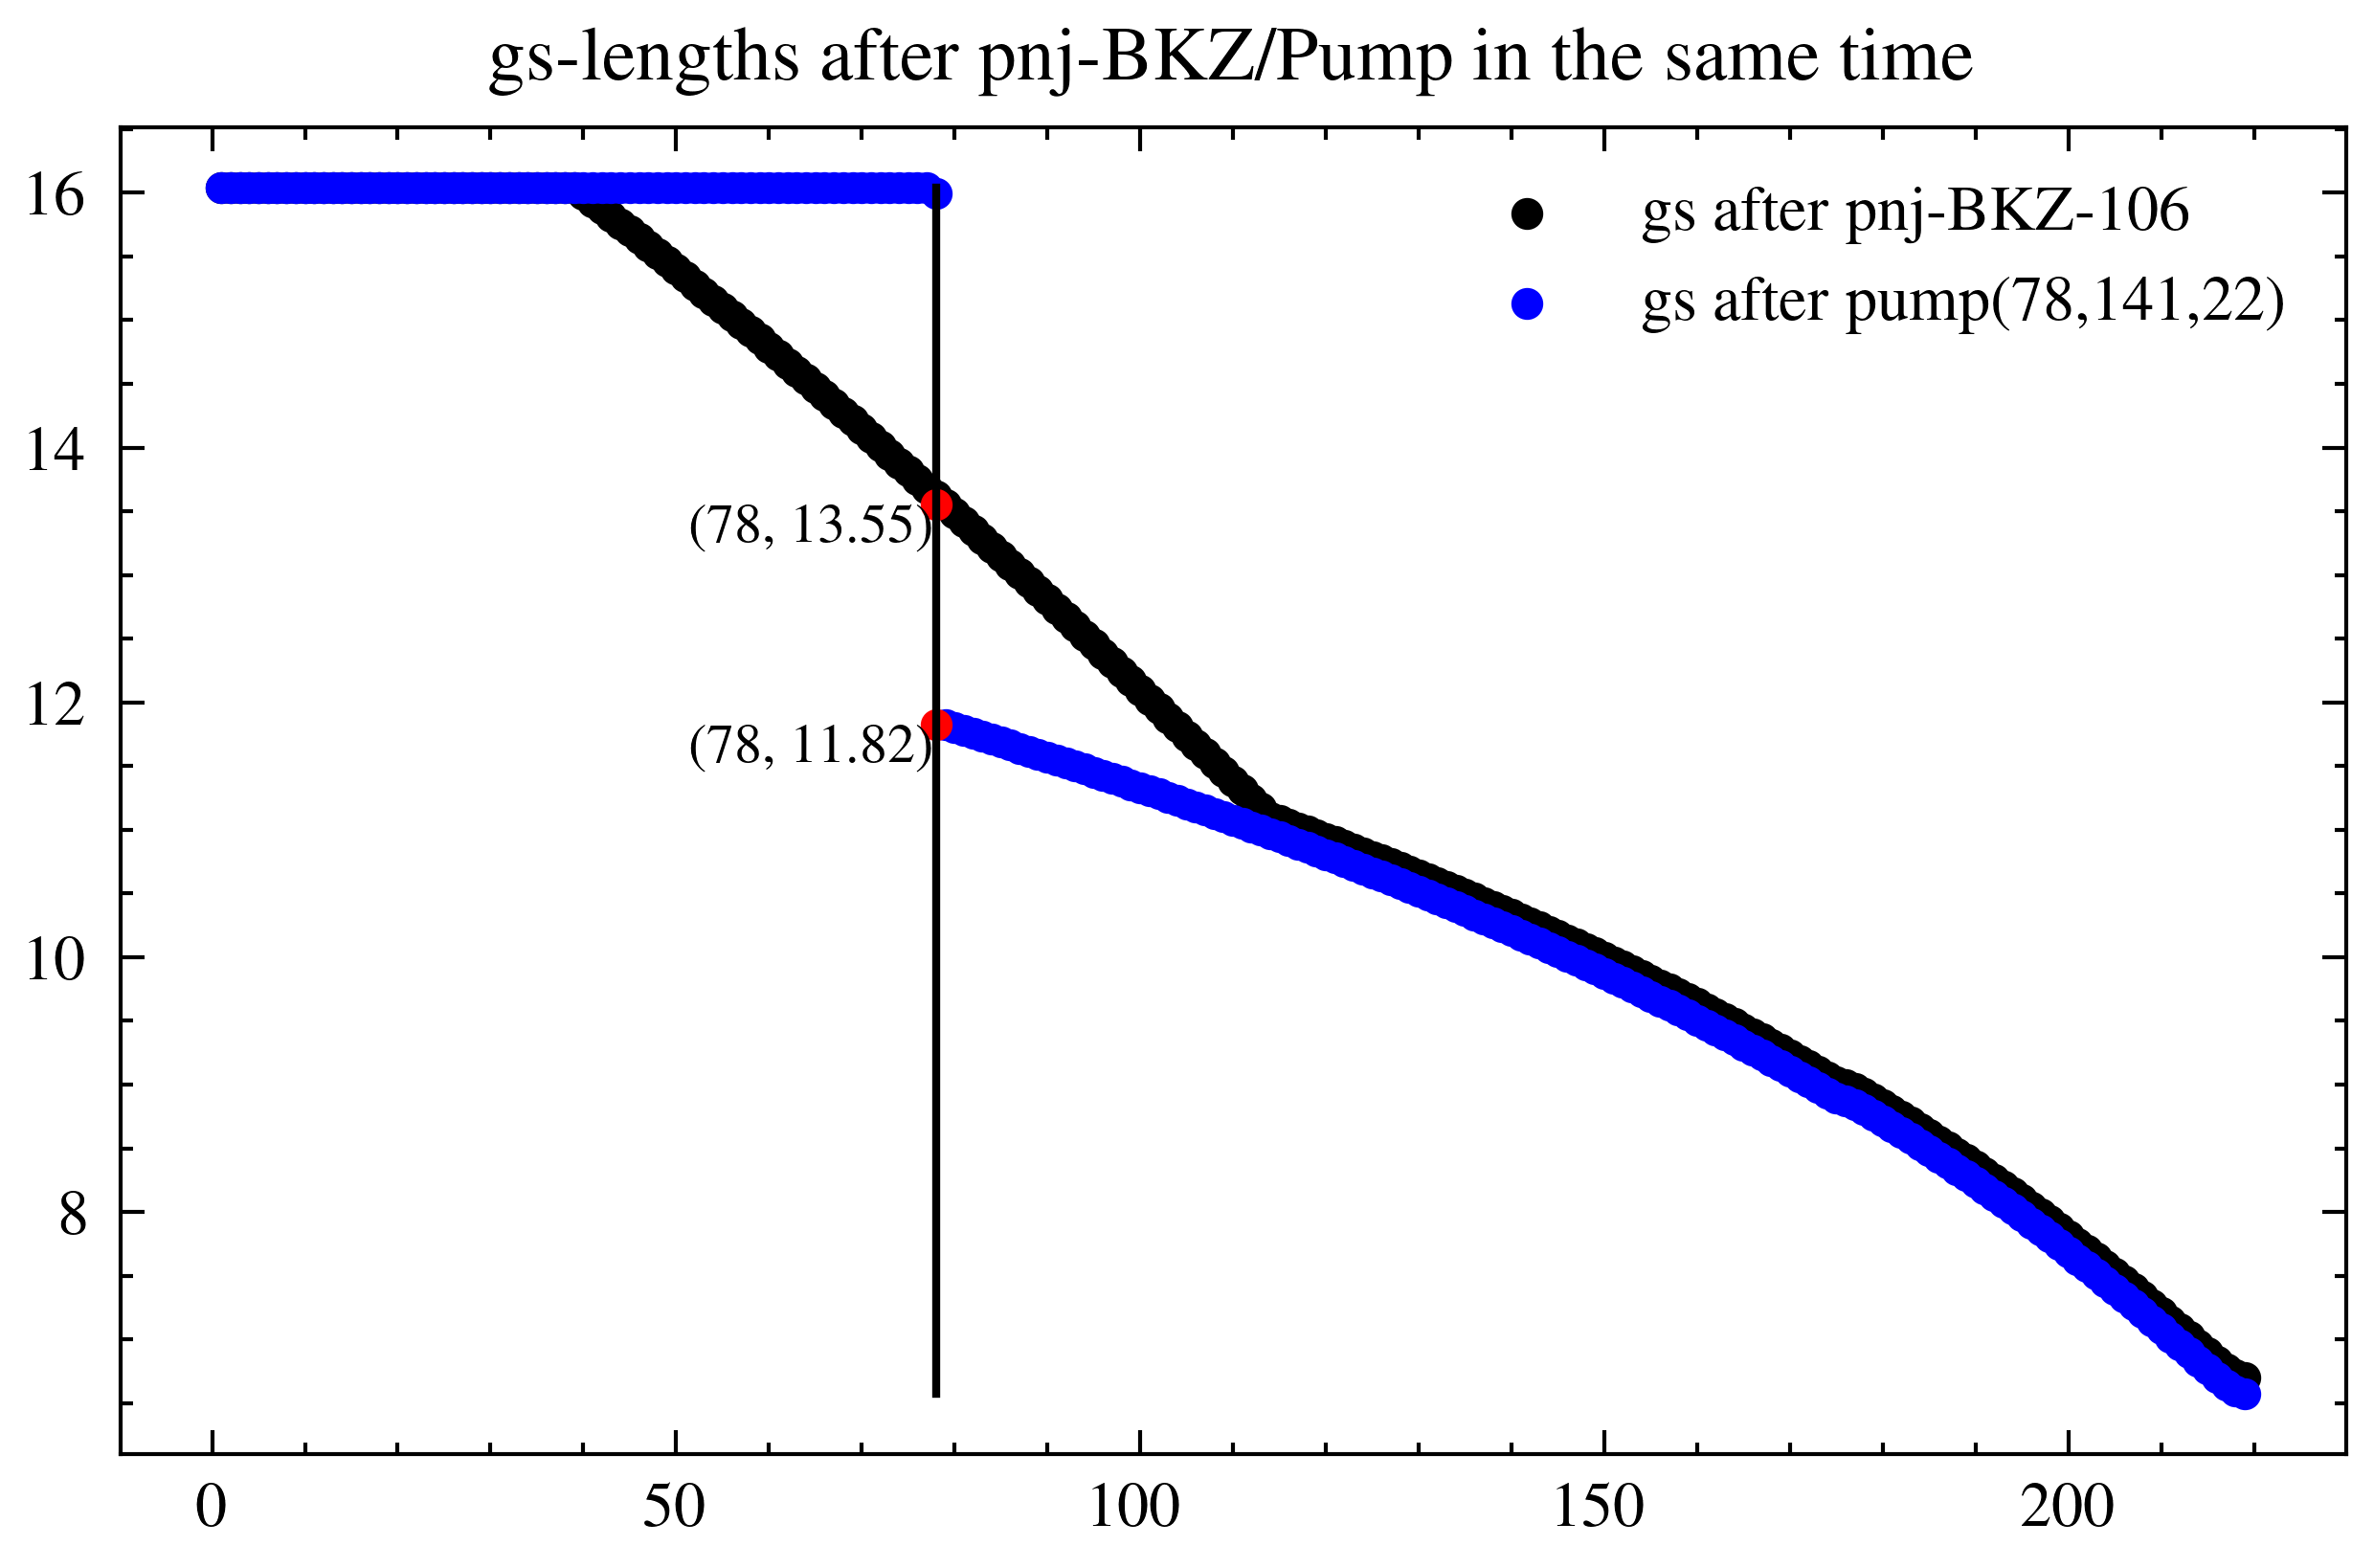 gs-lengths after pnj-BKZ/Pump in the same time
16
14
12
10
8
gs after pnj-BKZ-106
gs after pump(78,141,22)
(78, 13.55)
(78, 11.82)
0 50 100 150 200